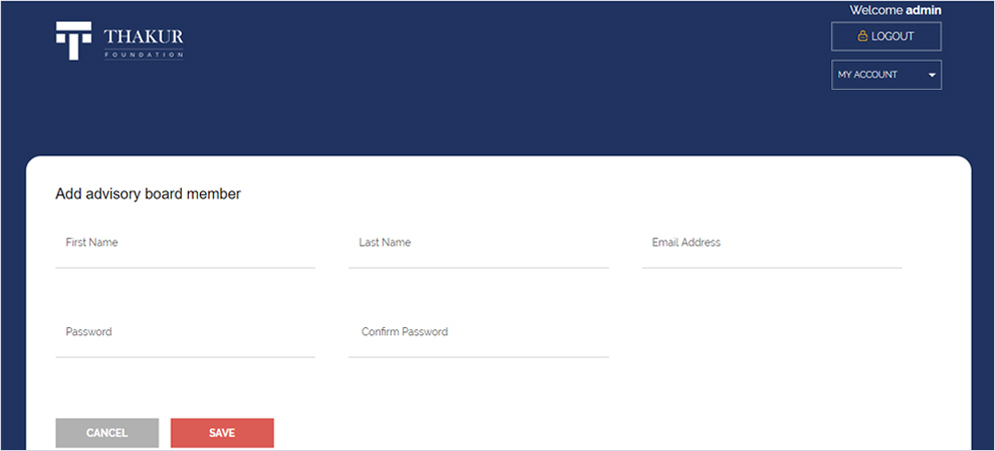 Welcome admin
THAKUR
FOUNDATION
LOGOUT
MY ACCOUNT
Add advisory board member
First Name
Last Name
Email Address
Password
Confirm Password
CANCEL
SAVE